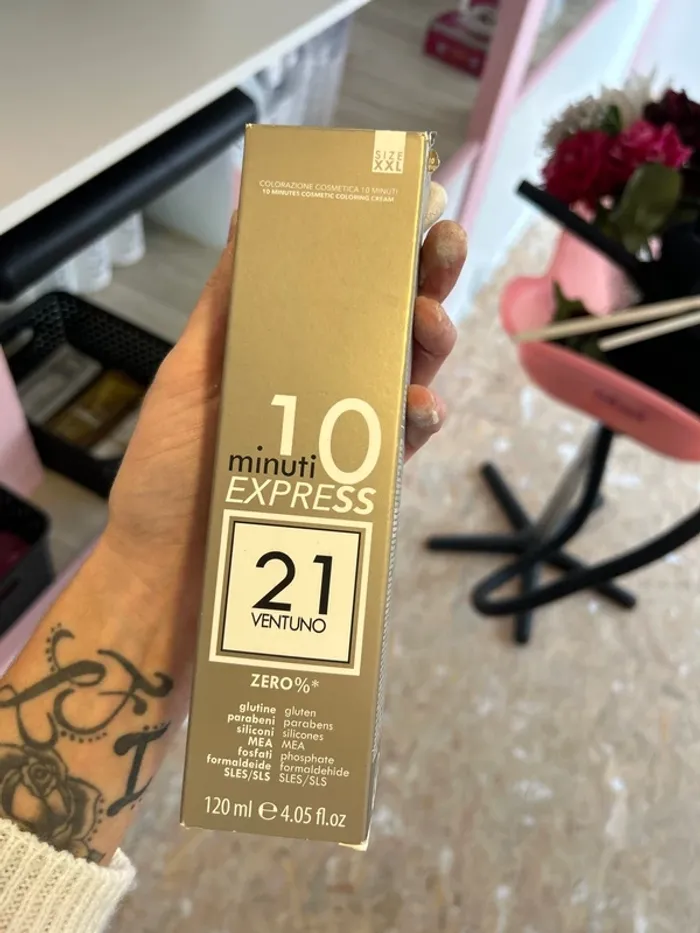 SIZE
XXL
COLORAZIONE COSMETICA 10 MINUTI
10 MINUTES COSMETIC COLORING CREAM
10
minuti
EXPRESS
21
VENTUNO
ZERO%*
glutine gluten
parabeni parabens
siliconi silicones
MEA MEA
fosfati phosphate
formaldeide formaldehide
SLES/SLS SLES/SLS
120 ml ℮ 4.05 fl.oz